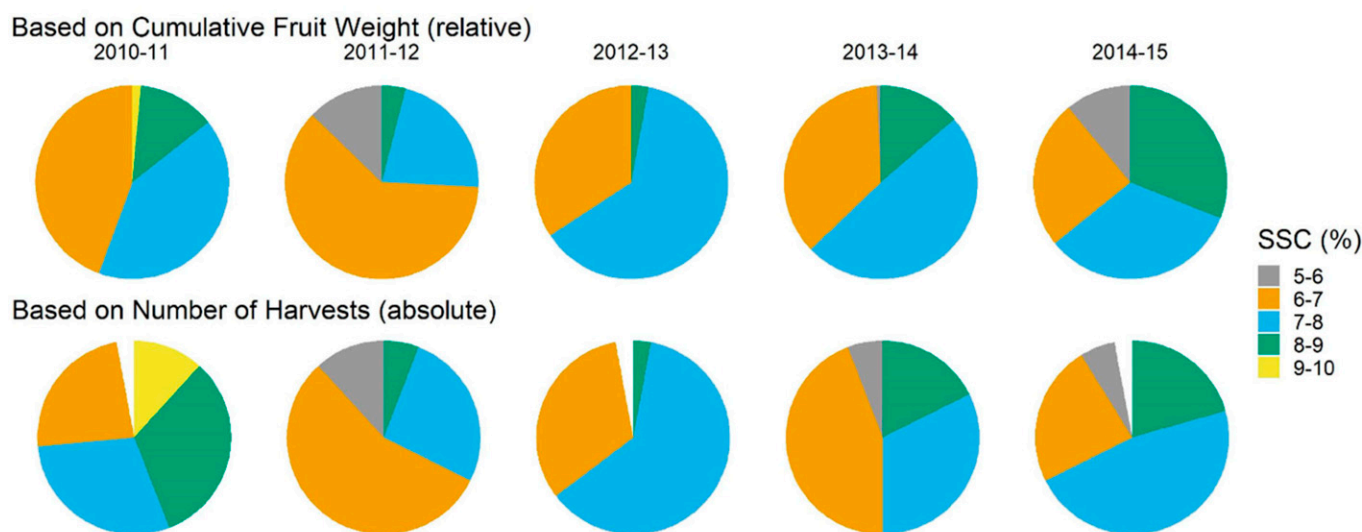 Based on Cumulative Fruit Weight (relative)
2010-11 2011-12 2012-13 2013-14 2014-15
SSC (%)
5-6
6-7
7-8
8-9
9-10
Based on Number of Harvests (absolute)